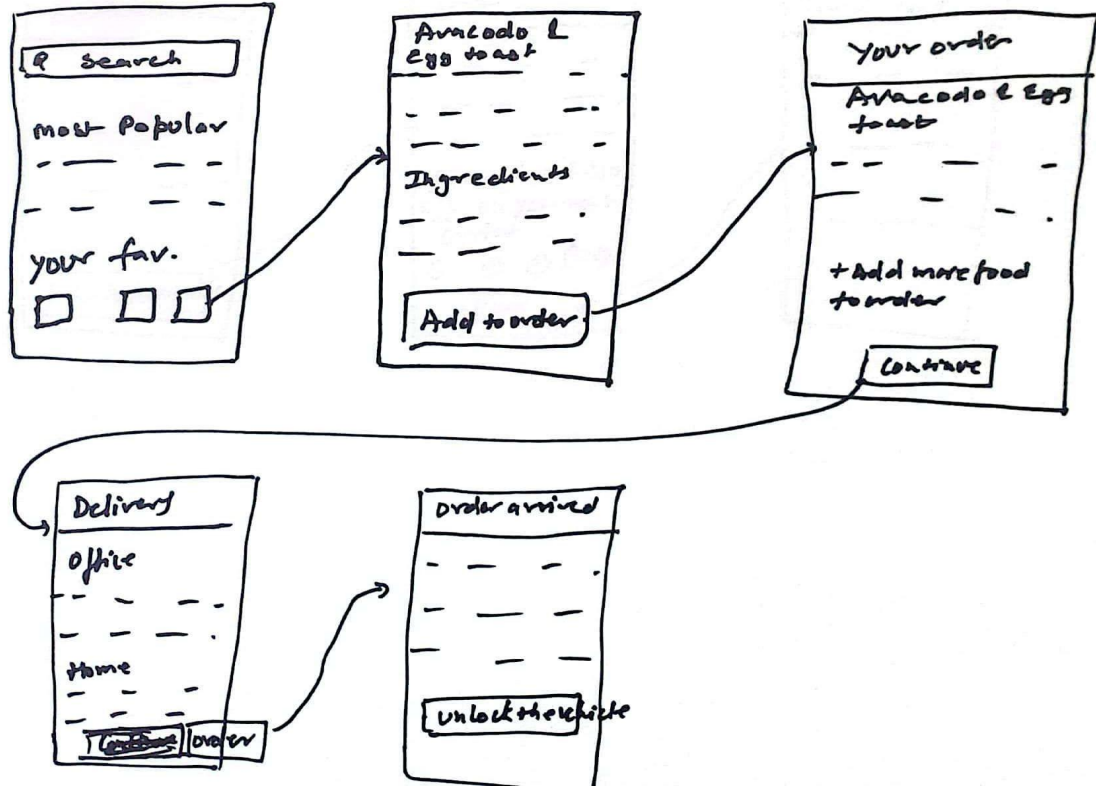 search
most Popular
your fav.
Avacodo &
Egg toast
Ingredients
Add to order
Your order
Avacodo & Egg
toast
+Add more food
to order
Continue
Delivery
Office
Home
order
order arrived
unlock the vehicle